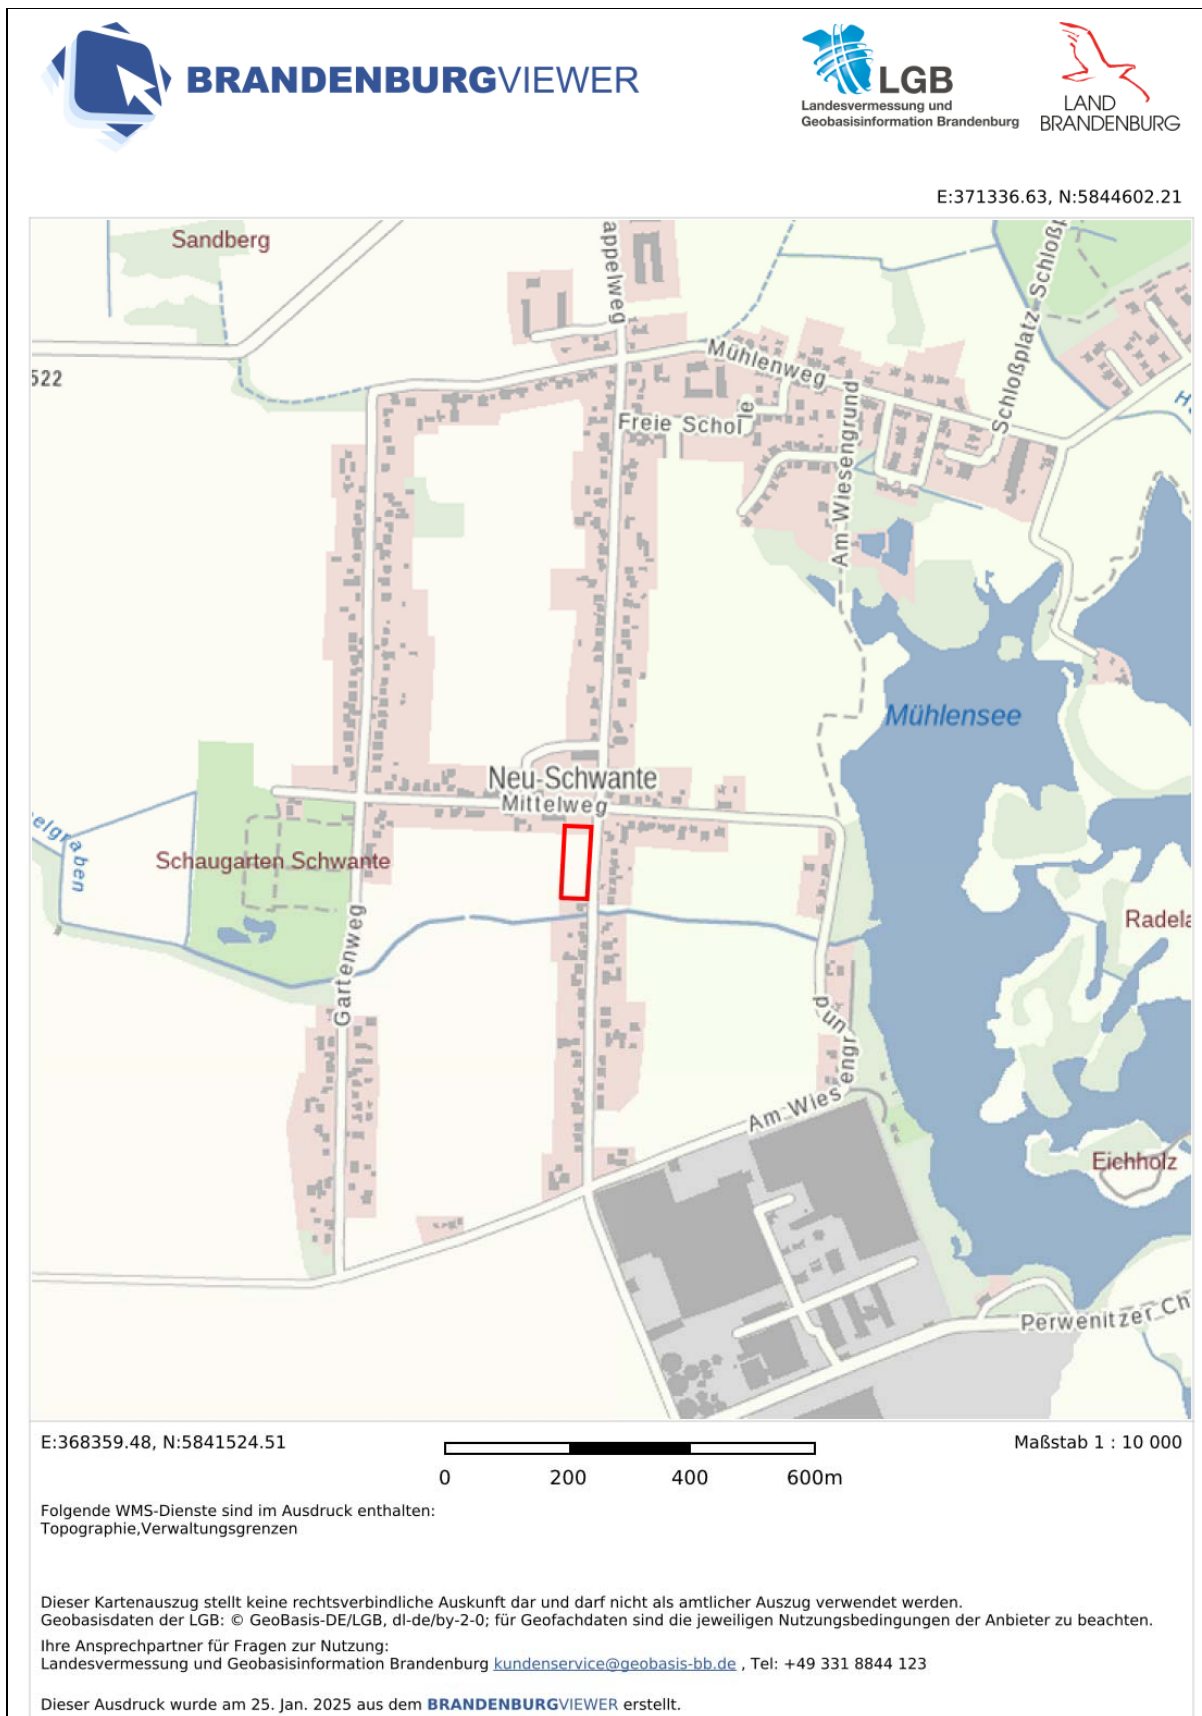 BRANDENBURGVIEWER
LGB
Landesvermessung und
Geobasisinformation Brandenburg
LAND
BRANDENBURG
E:371336.63, N:5844602.21
Sandberg
appelweg
Schloßplatz
Schloßp
522
Mühlenweg
Freie Scholle
Am Wiesengrund
Mühlensee
Neu-Schwante
Mittelweg
elgraben
Schaugarten Schwante
Gartenweg
Radela
Am Wiesengrund
Eichholz
Perwenitzer Ch
E:368359.48, N:5841524.51
Maßstab 1 : 10 000
0 200 400 600m
Folgende WMS-Dienste sind im Ausdruck enthalten:
Topographie,Verwaltungsgrenzen
Dieser Kartenauszug stellt keine rechtsverbindliche Auskunft dar und darf nicht als amtlicher Auszug verwendet werden.
Geobasisdaten der LGB: © GeoBasis-DE/LGB, dl-de/by-2-0; für Geofachdaten sind die jeweiligen Nutzungsbedingungen der Anbieter zu beachten.
Ihre Ansprechpartner für Fragen zur Nutzung:
Landesvermessung und Geobasisinformation Brandenburg kundenservice@geobasis-bb.de , Tel: +49 331 8844 123
Dieser Ausdruck wurde am 25. Jan. 2025 aus dem BRANDENBURGVIEWER erstellt.